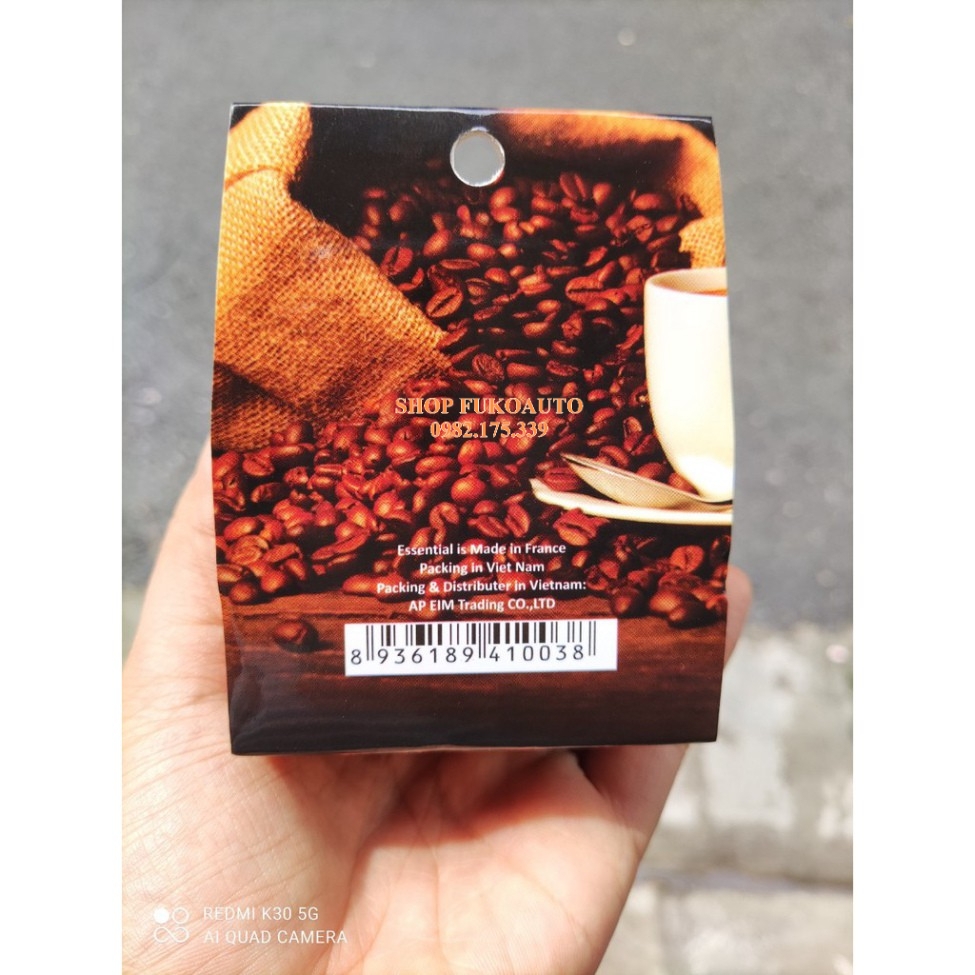 SHOP FUKOAUTO
0982.175.339
Essential is Made in France
Packing in Viet Nam
Packing & Distributer in Vietnam:
AP EIM Trading CO.,LTD
8 936189 410038
REDMI K30 5G
AI QUAD CAMERA